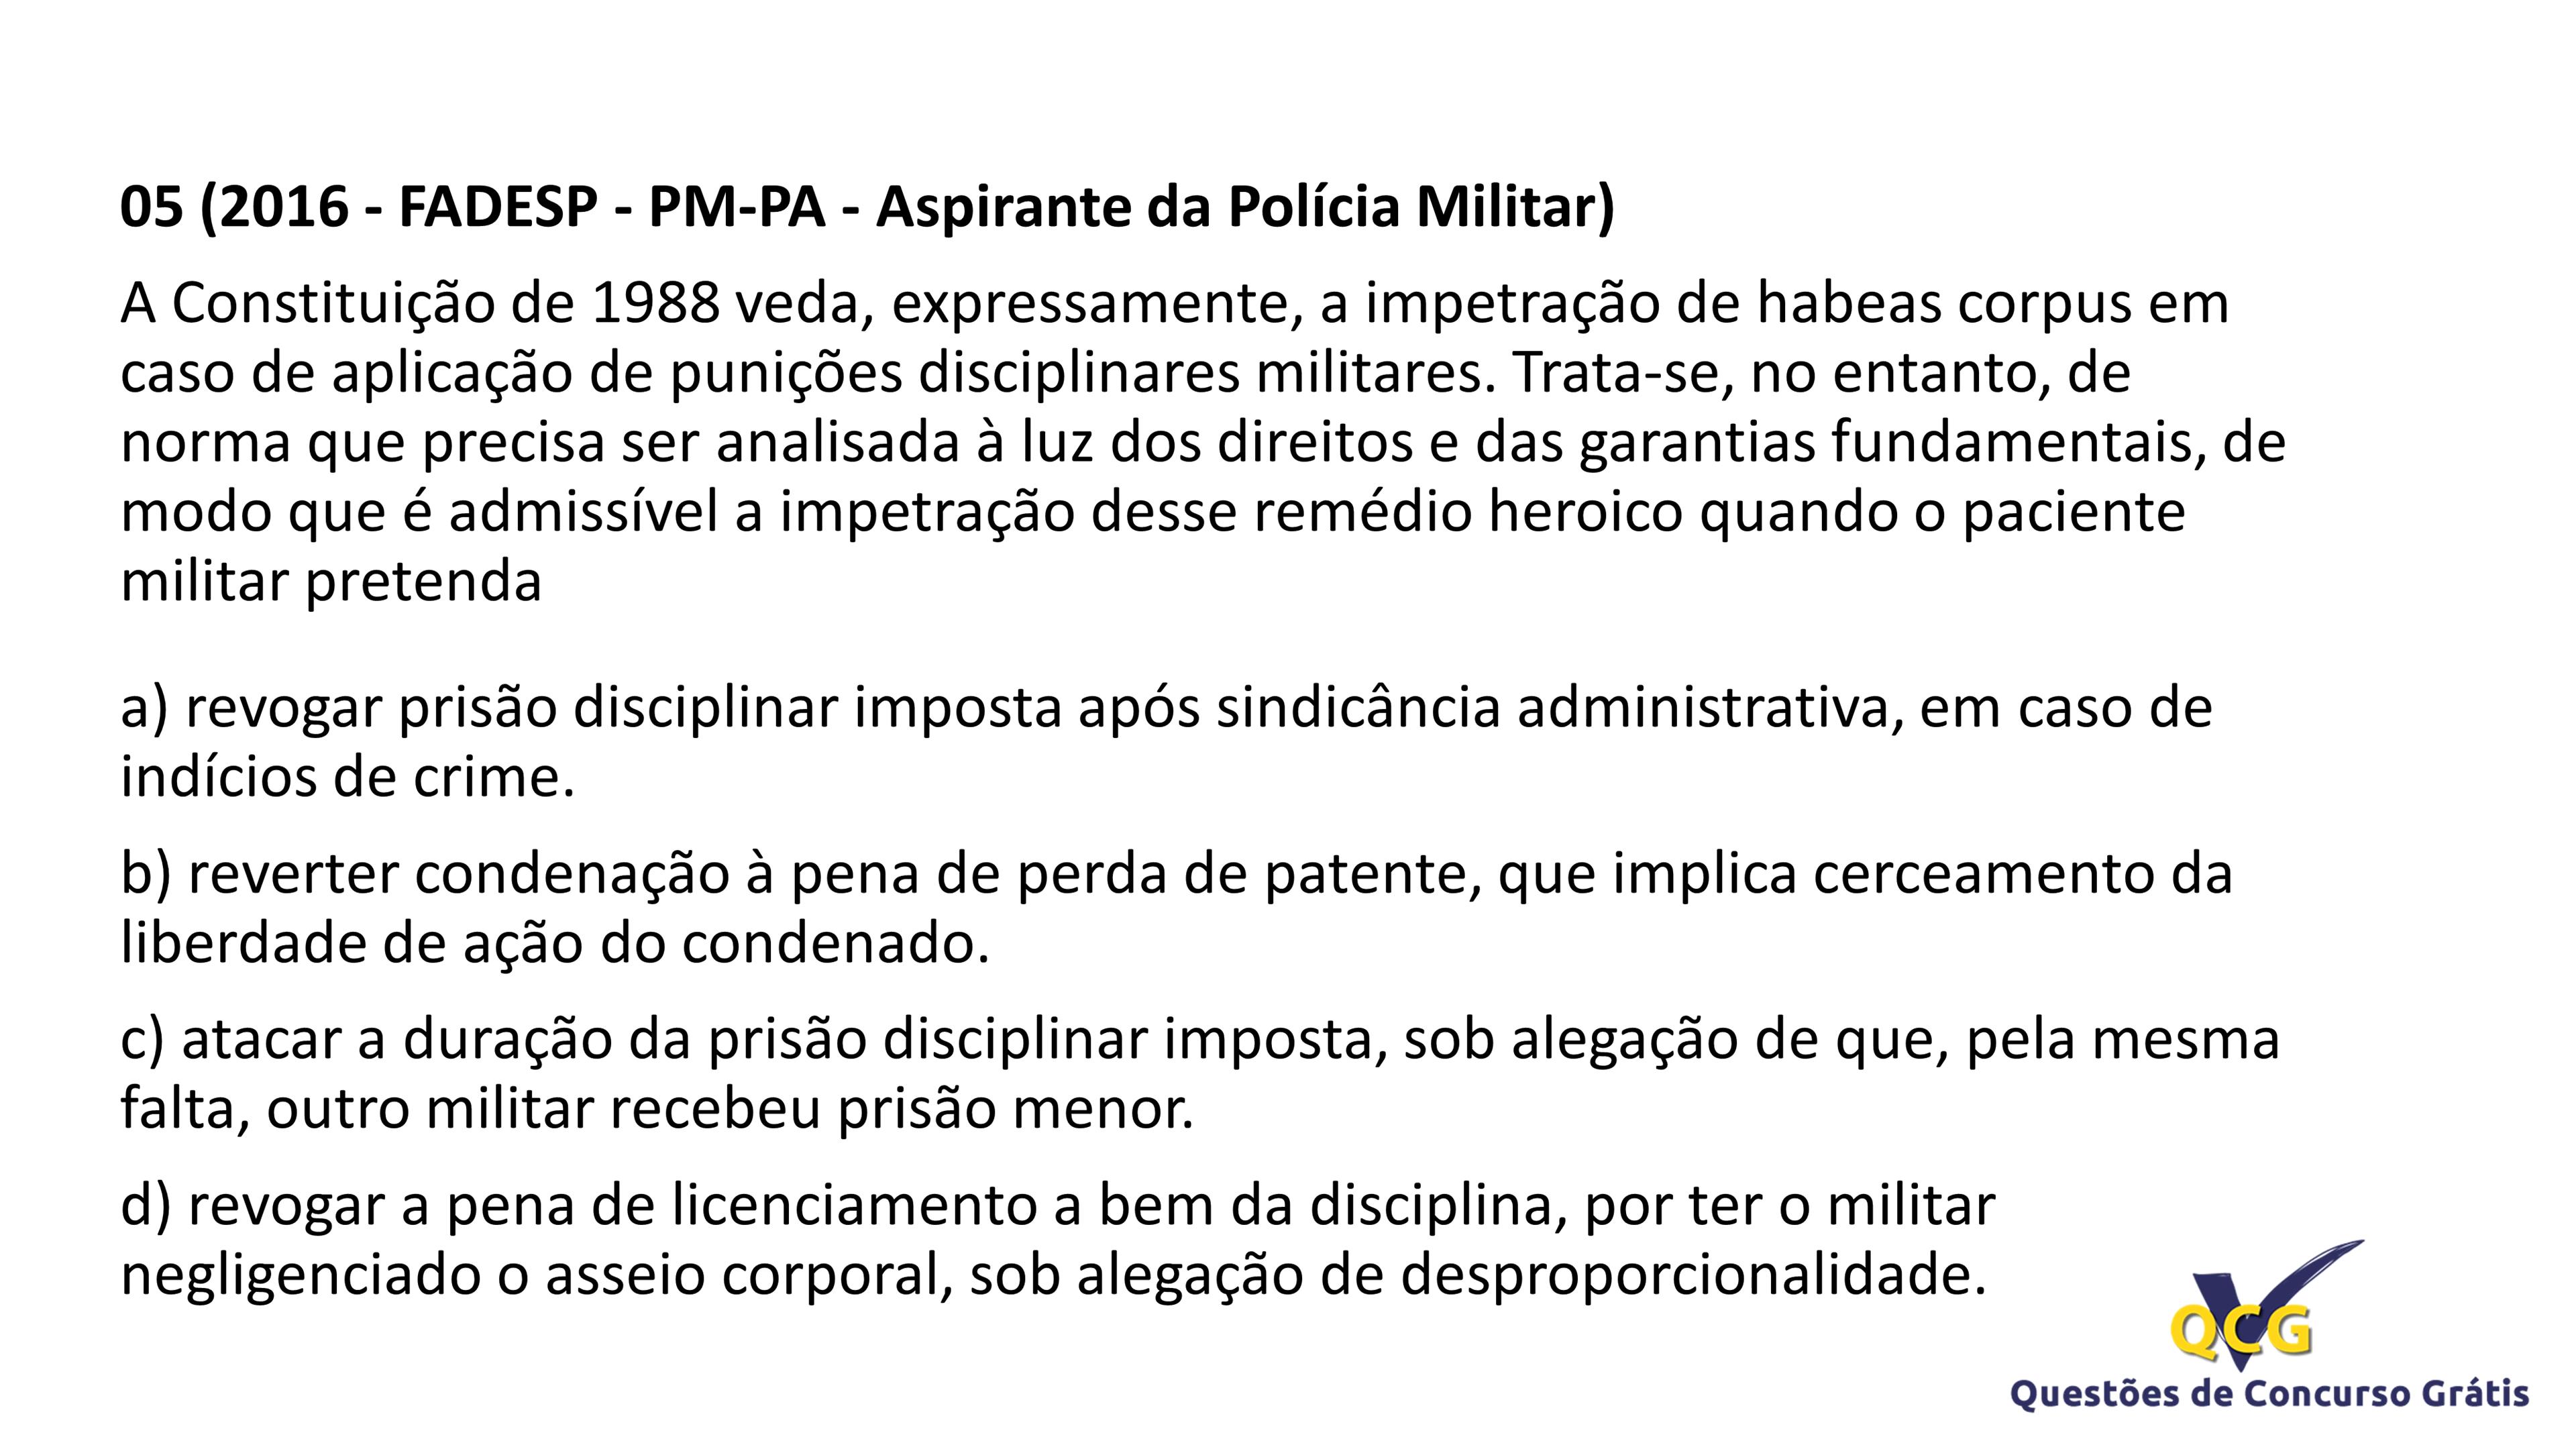 05 (2016 - FADESP - PM-PA - Aspirante da Polícia Militar)
A Constituição de 1988 veda, expressamente, a impetração de habeas corpus em
caso de aplicação de punições disciplinares militares. Trata-se, no entanto, de
norma que precisa ser analisada à luz dos direitos e das garantias fundamentais, de
modo que é admissível a impetração desse remédio heroico quando o paciente
militar pretenda
a) revogar prisão disciplinar imposta após sindicância administrativa, em caso de
indícios de crime.
b) reverter condenação à pena de perda de patente, que implica cerceamento da
liberdade de ação do condenado.
c) atacar a duração da prisão disciplinar imposta, sob alegação de que, pela mesma
falta, outro militar recebeu prisão menor.
d) revogar a pena de licenciamento a bem da disciplina, por ter o militar
negligenciado o asseio corporal, sob alegação de desproporcionalidade.
QCG
Questões de Concurso Grátis